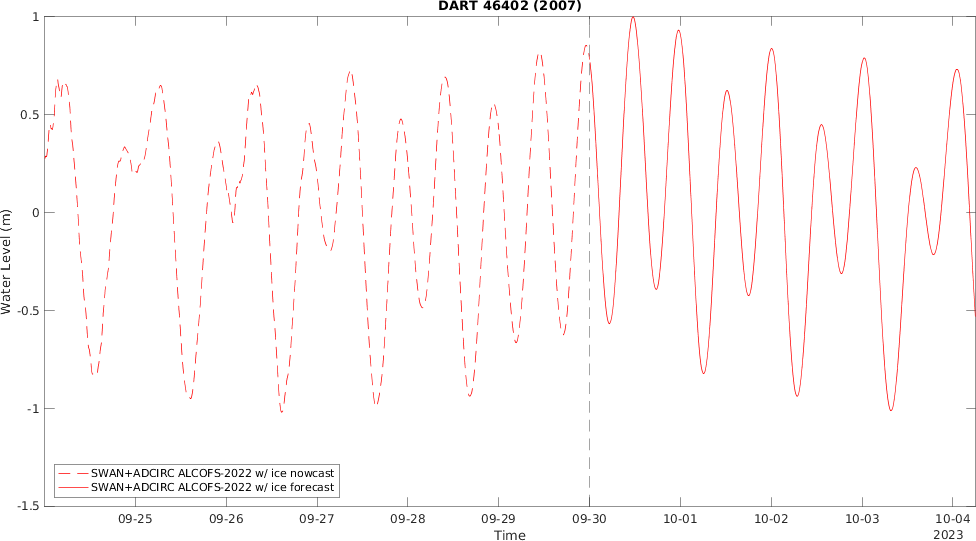 DART 46402 (2007)
1
0.5
0
-0.5
-1
-1.5
Water Level (m)
SWAN+ADCIRC ALCOFS-2022 w/ ice nowcast
SWAN+ADCIRC ALCOFS-2022 w/ ice forecast
09-25 09-26 09-27 09-28 09-29 09-30 10-01 10-02 10-03 10-04
Time
2023